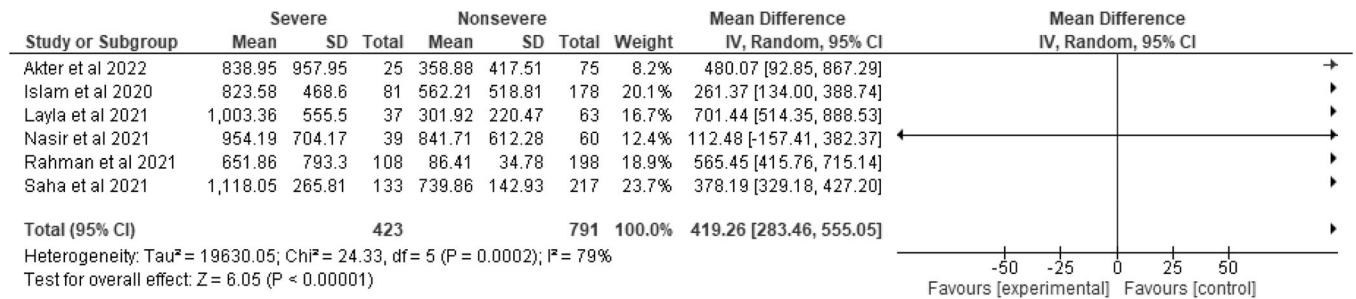 Severe Nonsevere Mean Difference Mean Difference
Study or Subgroup Mean SD Total Mean SD Total Weight IV, Random, 95% CI IV, Random, 95% CI
Akter et al 2022 838.95 957.95 25 358.88 417.51 75 8.2% 480.07 [92.85, 867.29]
Islam et al 2020 823.58 468.6 81 562.21 518.81 178 20.1% 261.37 [134.00, 388.74]
Layla et al 2021 1,003.36 555.5 37 301.92 220.47 63 16.7% 701.44 [514.35, 888.53]
Nasir et al 2021 954.19 704.17 39 841.71 612.28 60 12.4% 112.48 [-157.41, 382.37]
Rahman et al 2021 651.86 793.3 108 86.41 34.78 198 18.9% 565.45 [415.76, 715.14]
Saha et al 2021 1,118.05 265.81 133 739.86 142.93 217 23.7% 378.19 [329.18, 427.20]
Total (95% CI) 423 791 100.0% 419.26 [283.46, 555.05]
Heterogeneity: Tau² = 19630.05; Chi² = 24.33, df = 5 (P = 0.0002); I² = 79%
Test for overall effect: Z = 6.05 (P < 0.00001)
-50 -25 0 25 50
Favours [experimental] Favours [control]